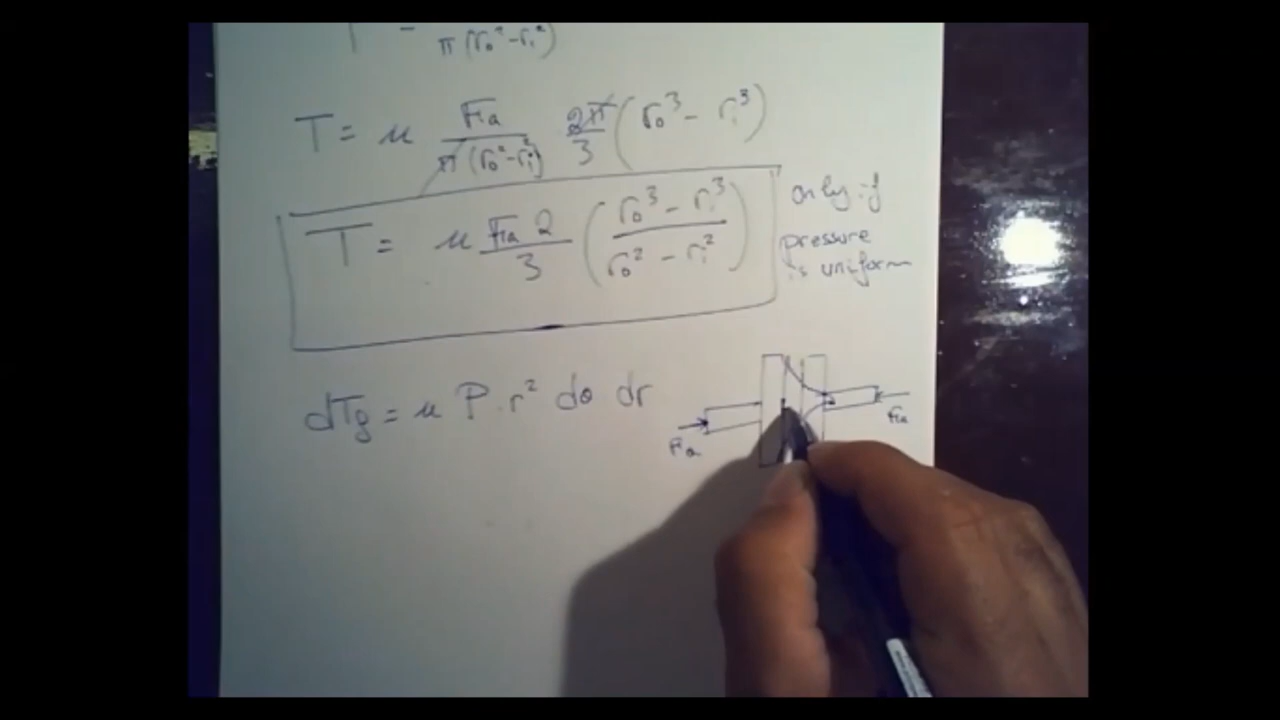 T = π(r₀² - rᵢ²)
T = μ Fa / π(r₀² - rᵢ²) 2π/3 (r₀³ - rᵢ³)
T = μ Fa 2 / 3 (r₀³ - rᵢ³ / r₀² - rᵢ²)
only if
pressure
is uniform
dTg = μ P · r² dθ dr
Fa
Fa